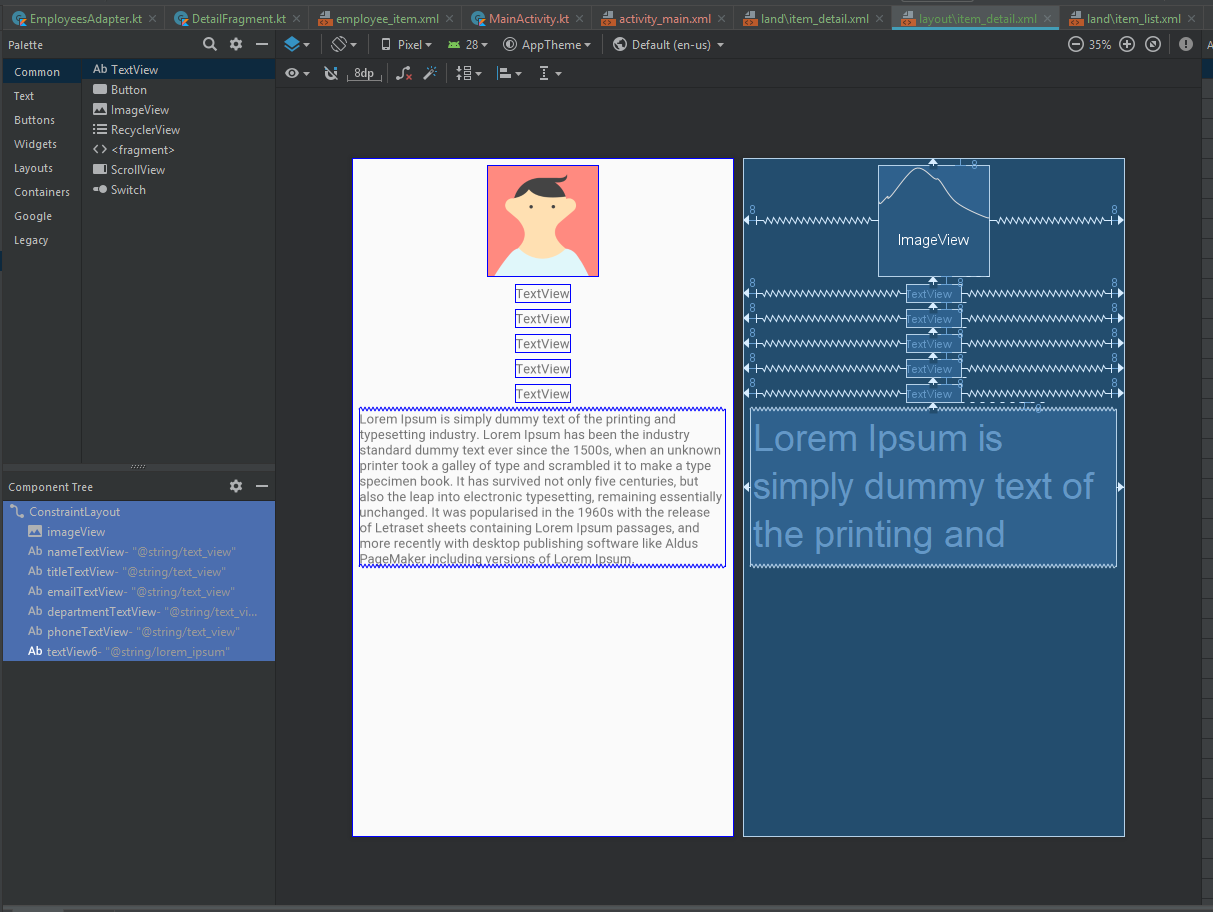 EmployeesAdapter.kt DetailFragment.kt employee_item.xml MainActivity.kt activity_main.xml land\item_detail.xml layout\item_detail.xml land\item_list.xml
Palette
Pixel 28 AppTheme Default (en-us) 35%
8dp
Common
Text
Buttons
Widgets
Layouts
Containers
Google
Legacy
Ab TextView
Button
ImageView
RecyclerView
<fragment>
ScrollView
Switch
Component Tree
ConstraintLayout
imageView
Ab nameTextView- "@string/text_view"
Ab titleTextView- "@string/text_view"
Ab emailTextView- "@string/text_view"
Ab departmentTextView- "@string/text_vi...
Ab phoneTextView- "@string/text_view"
Ab textView6- "@string/lorem_ipsum"
TextView
TextView
TextView
TextView
TextView
Lorem Ipsum is simply dummy text of the printing and
typesetting industry. Lorem Ipsum has been the industry
standard dummy text ever since the 1500s, when an unknown
printer took a galley of type and scrambled it to make a type
specimen book. It has survived not only five centuries, but
also the leap into electronic typesetting, remaining essentially
unchanged. It was popularised in the 1960s with the release
of Letraset sheets containing Lorem Ipsum passages, and
more recently with desktop publishing software like Aldus
PageMaker including versions of Lorem Ipsum.
8
8 8
ImageView
8 8 8
TextView
8 8 8
TextView
8 8 8
TextView
8 8 8
TextView
8 8 8
TextView
8
Lorem Ipsum is
simply dummy text of
the printing and